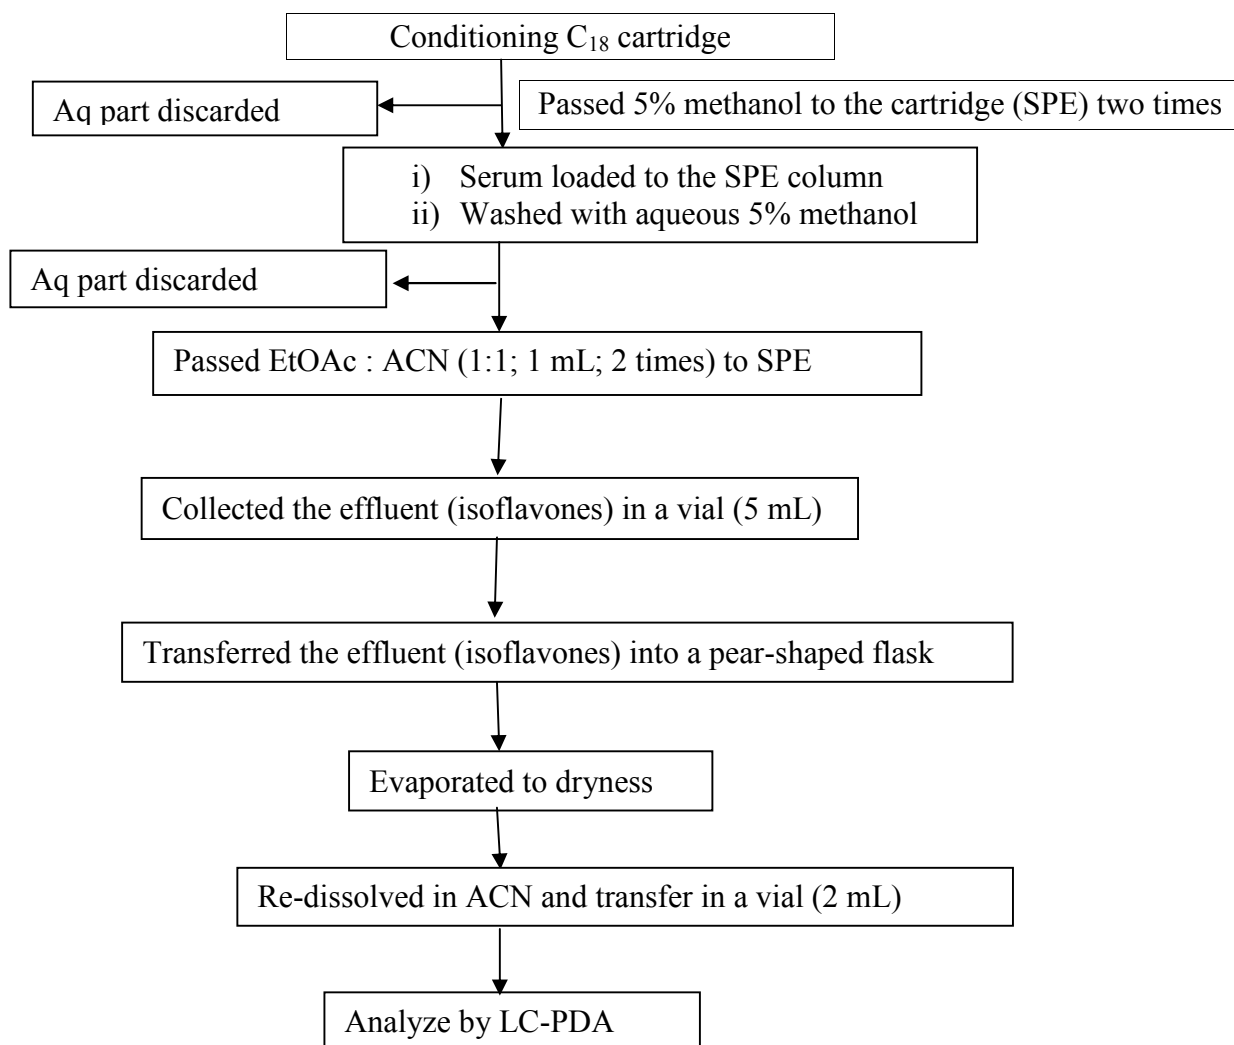 Conditioning C₁₈ cartridge
Aq part discarded
Passed 5% methanol to the cartridge (SPE) two times
i) Serum loaded to the SPE column
ii) Washed with aqueous 5% methanol
Aq part discarded
Passed EtOAc : ACN (1:1; 1 mL; 2 times) to SPE
Collected the effluent (isoflavones) in a vial (5 mL)
Transferred the effluent (isoflavones) into a pear-shaped flask
Evaporated to dryness
Re-dissolved in ACN and transfer in a vial (2 mL)
Analyze by LC-PDA